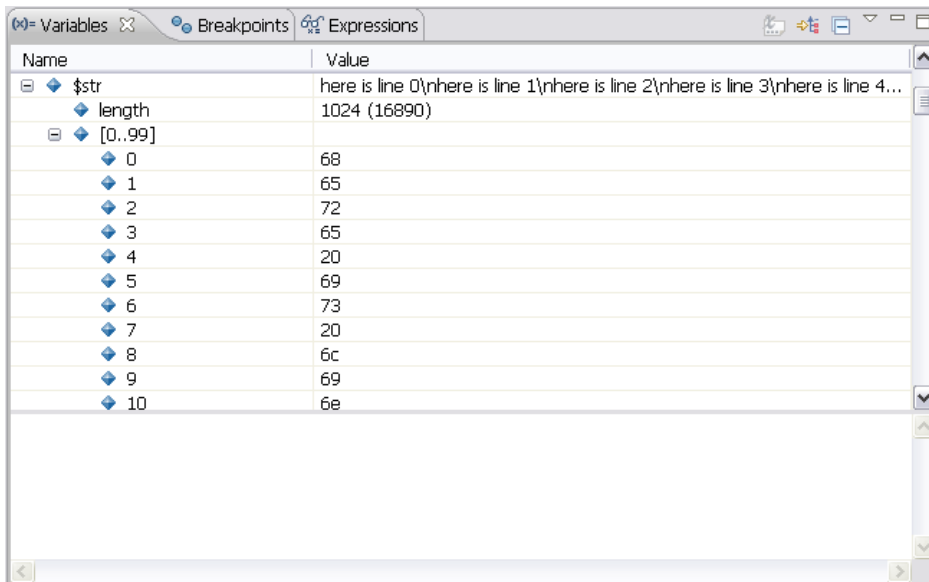 (x)= Variables Breakpoints Expressions
Name Value
$str here is line 0\nhere is line 1\nhere is line 2\nhere is line 3\nhere is line 4...
length 1024 (16890)
[0..99]
0 68
1 65
2 72
3 65
4 20
5 69
6 73
7 20
8 6c
9 69
10 6e